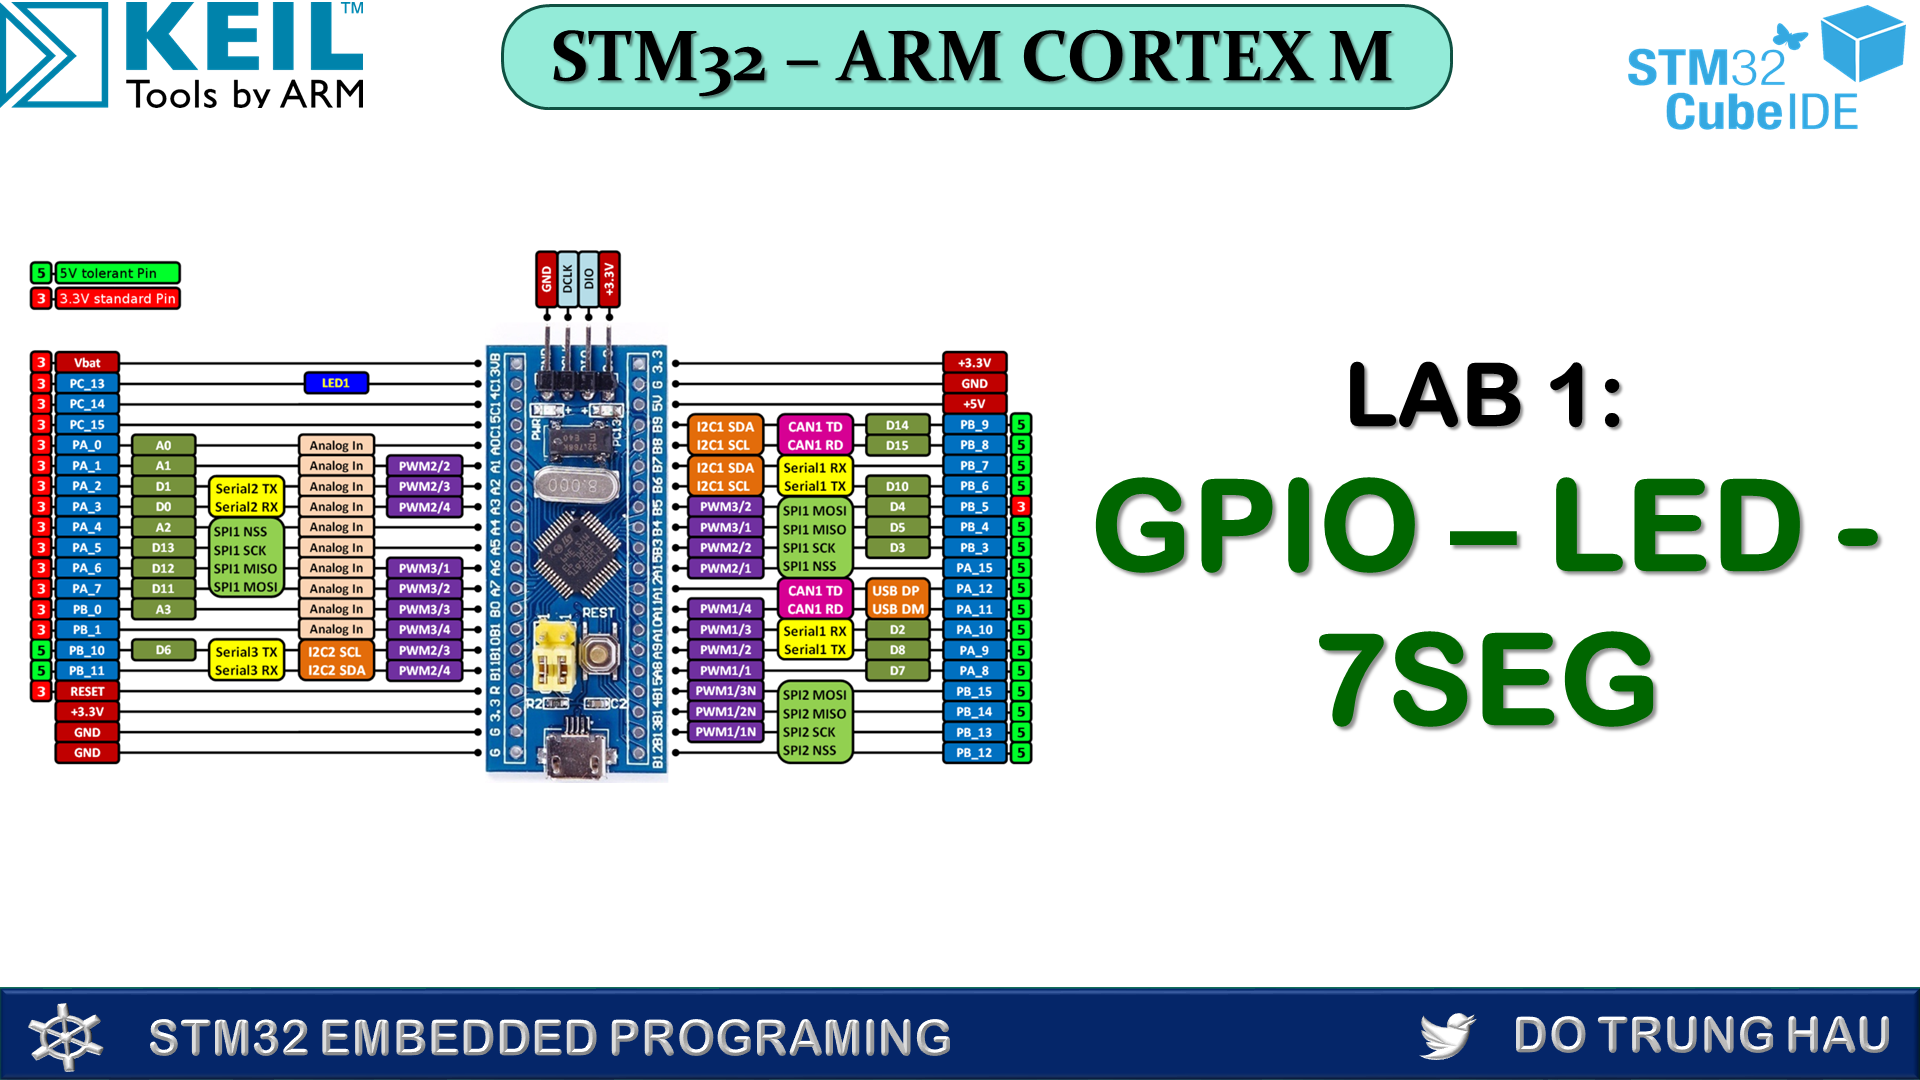 KEIL™
Tools by ARM
STM32 – ARM CORTEX M
STM32
CubeIDE
5 5V tolerant Pin
3 3.3V standard Pin
GND DCLK DIO +3.3V
3 Vbat
3 PC_13 LED1
3 PC_14
3 PC_15
3 PA_0 A0 Analog In
3 PA_1 A1 Analog In PWM2/2
3 PA_2 D1 Serial2 TX Analog In PWM2/3
3 PA_3 D0 Serial2 RX Analog In PWM2/4
3 PA_4 A2 SPI1 NSS Analog In
3 PA_5 D13 SPI1 SCK Analog In
3 PA_6 D12 SPI1 MISO Analog In PWM3/1
3 PA_7 D11 SPI1 MOSI Analog In PWM3/2
3 PB_0 A3 Analog In PWM3/3
3 PB_1 Analog In PWM3/4
5 PB_10 D6 Serial3 TX I2C2 SCL PWM2/3
5 PB_11 Serial3 RX I2C2 SDA PWM2/4
3 RESET
+3.3V
GND
GND
PWR
PC13
8.000
REST
R2
C2
+3.3V
GND
+5V
I2C1 SDA CAN1 TD D14 PB_9 5
I2C1 SCL CAN1 RD D15 PB_8 5
I2C1 SDA Serial1 RX PB_7 5
I2C1 SCL Serial1 TX D10 PB_6 5
PWM3/2 SPI1 MOSI D4 PB_5 3
PWM3/1 SPI1 MISO D5 PB_4 5
PWM2/2 SPI1 SCK D3 PB_3 5
PWM2/1 SPI1 NSS PA_15 5
CAN1 TD USB DP PA_12 5
PWM1/4 CAN1 RD USB DM PA_11 5
PWM1/3 Serial1 RX D2 PA_10 5
PWM1/2 Serial1 TX D8 PA_9 5
PWM1/1 D7 PA_8 5
PWM1/3N SPI2 MOSI PB_15 5
PWM1/2N SPI2 MISO PB_14 5
PWM1/1N SPI2 SCK PB_13 5
SPI2 NSS PB_12 5
LAB 1:
GPIO – LED -
7SEG
STM32 EMBEDDED PROGRAMING
DO TRUNG HAU